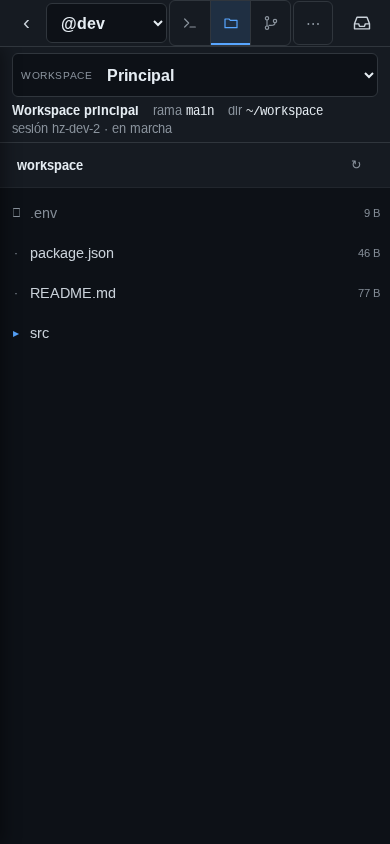 @dev
WORKSPACE Principal
Workspace principal rama main dir ~/workspace
sesión hz-dev-2 · en marcha
workspace
.env 9 B
package.json 46 B
README.md 77 B
src